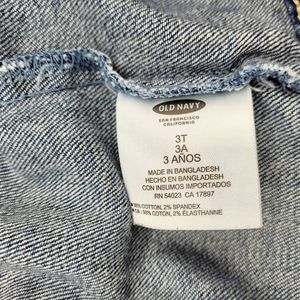 OLD NAVY
SAN FRANCISCO
CALIFORNIA
3T
3A
3 AÑOS
MADE IN BANGLADESH
HECHO EN BANGLADESH
CON INSUMOS IMPORTADOS
RN 54023 CA 17897
98% COTTON, 2% SPANDEX
98% COTON, 2% ÉLASTHANNE